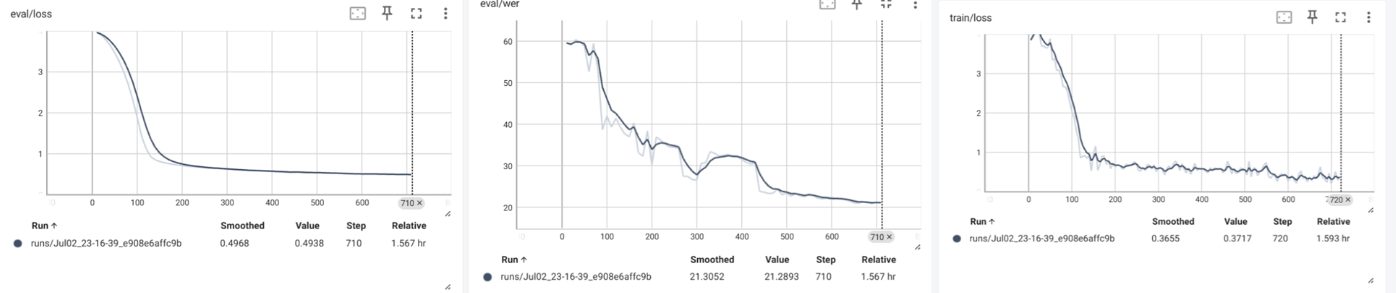 eval/loss
3
2
1
0 100 200 300 400 500 600 710 ×
Run ↑ Smoothed Value Step Relative
runs/Jul02_23-16-39_e908e6affc9b 0.4968 0.4938 710 1.567 hr
eval/wer
60
50
40
30
20
0 100 200 300 400 500 600 710 ×
Run ↑ Smoothed Value Step Relative
runs/Jul02_23-16-39_e908e6affc9b 21.3052 21.2893 710 1.567 hr
train/loss
3
2
1
0 100 200 300 400 500 600 720 ×
Run ↑ Smoothed Value Step Relative
runs/Jul02_23-16-39_e908e6affc9b 0.3655 0.3717 720 1.593 hr